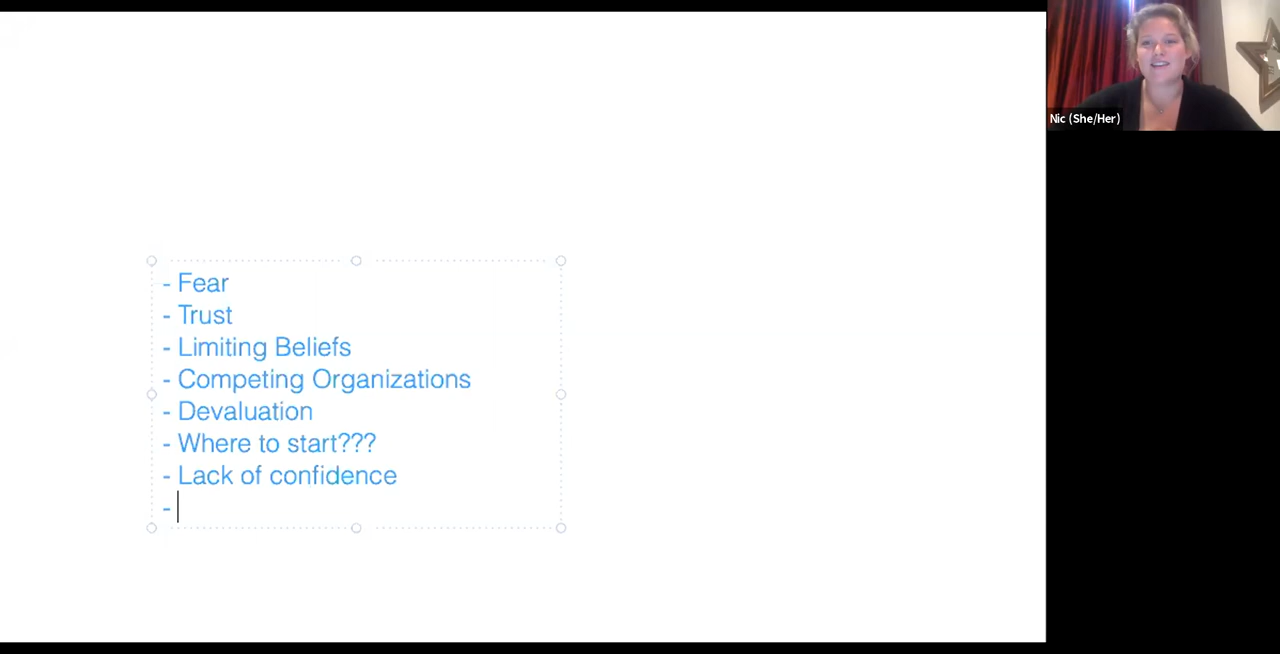 Nic (She/Her)
- Fear
- Trust
- Limiting Beliefs
- Competing Organizations
- Devaluation
- Where to start???
- Lack of confidence
-